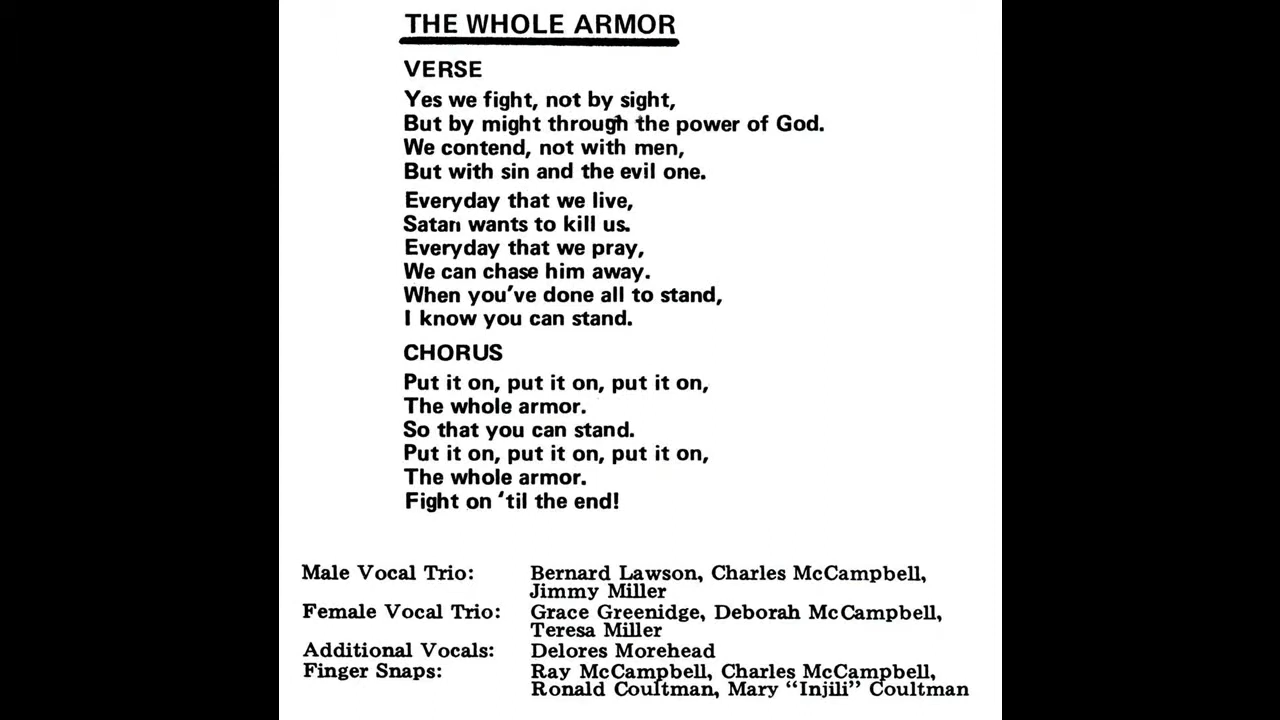 THE WHOLE ARMOR
VERSE
Yes we fight, not by sight,
But by might through the power of God.
We contend, not with men,
But with sin and the evil one.
Everyday that we live,
Satan wants to kill us.
Everyday that we pray,
We can chase him away.
When you've done all to stand,
I know you can stand.
CHORUS
Put it on, put it on, put it on,
The whole armor.
So that you can stand.
Put it on, put it on, put it on,
The whole armor.
Fight on 'til the end!
Male Vocal Trio: Bernard Lawson, Charles McCampbell,
Jimmy Miller
Female Vocal Trio: Grace Greenidge, Deborah McCampbell,
Teresa Miller
Additional Vocals: Delores Morehead
Finger Snaps: Ray McCampbell, Charles McCampbell,
Ronald Coultman, Mary “Injili” Coultman